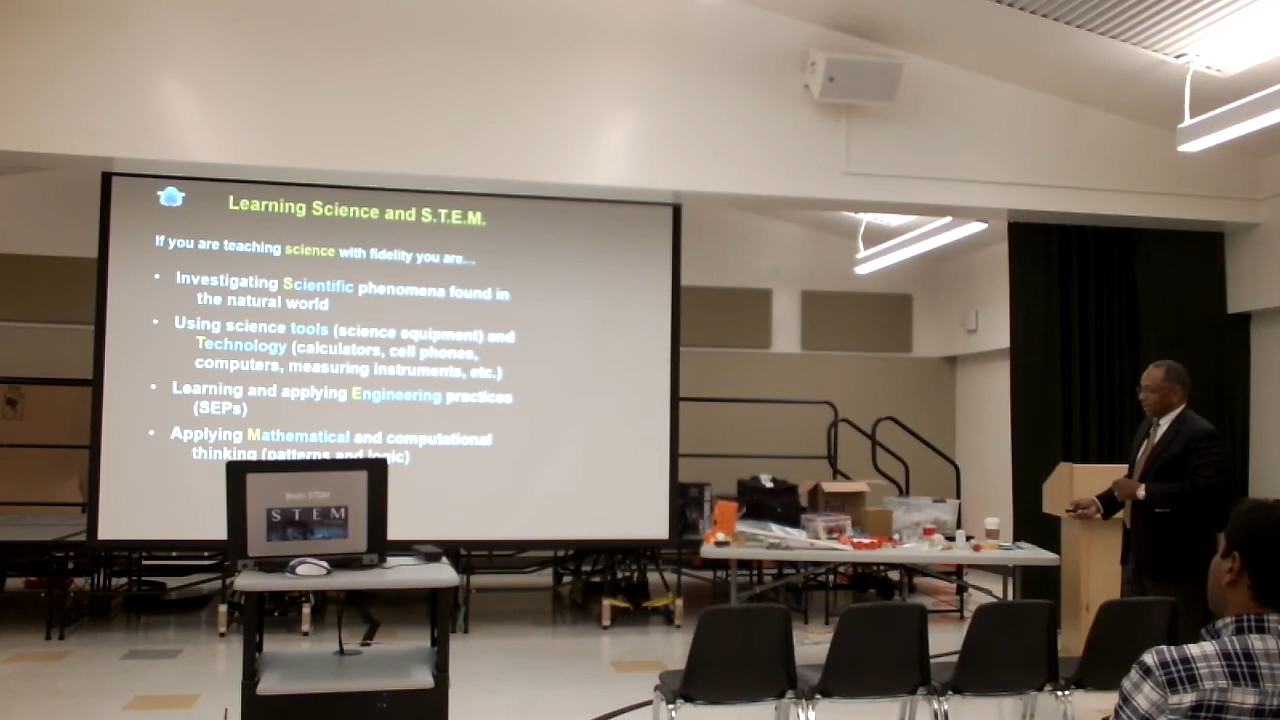 Learning Science and S.T.E.M.
If you are teaching science with fidelity you are...
• Investigating Scientific phenomena found in
the natural world
• Using science tools (science equipment) and
Technology (calculators, cell phones,
computers, measuring instruments, etc.)
• Learning and applying Engineering practices
(SEPs)
• Applying Mathematical and computational
thinking (patterns and logic)
STEM